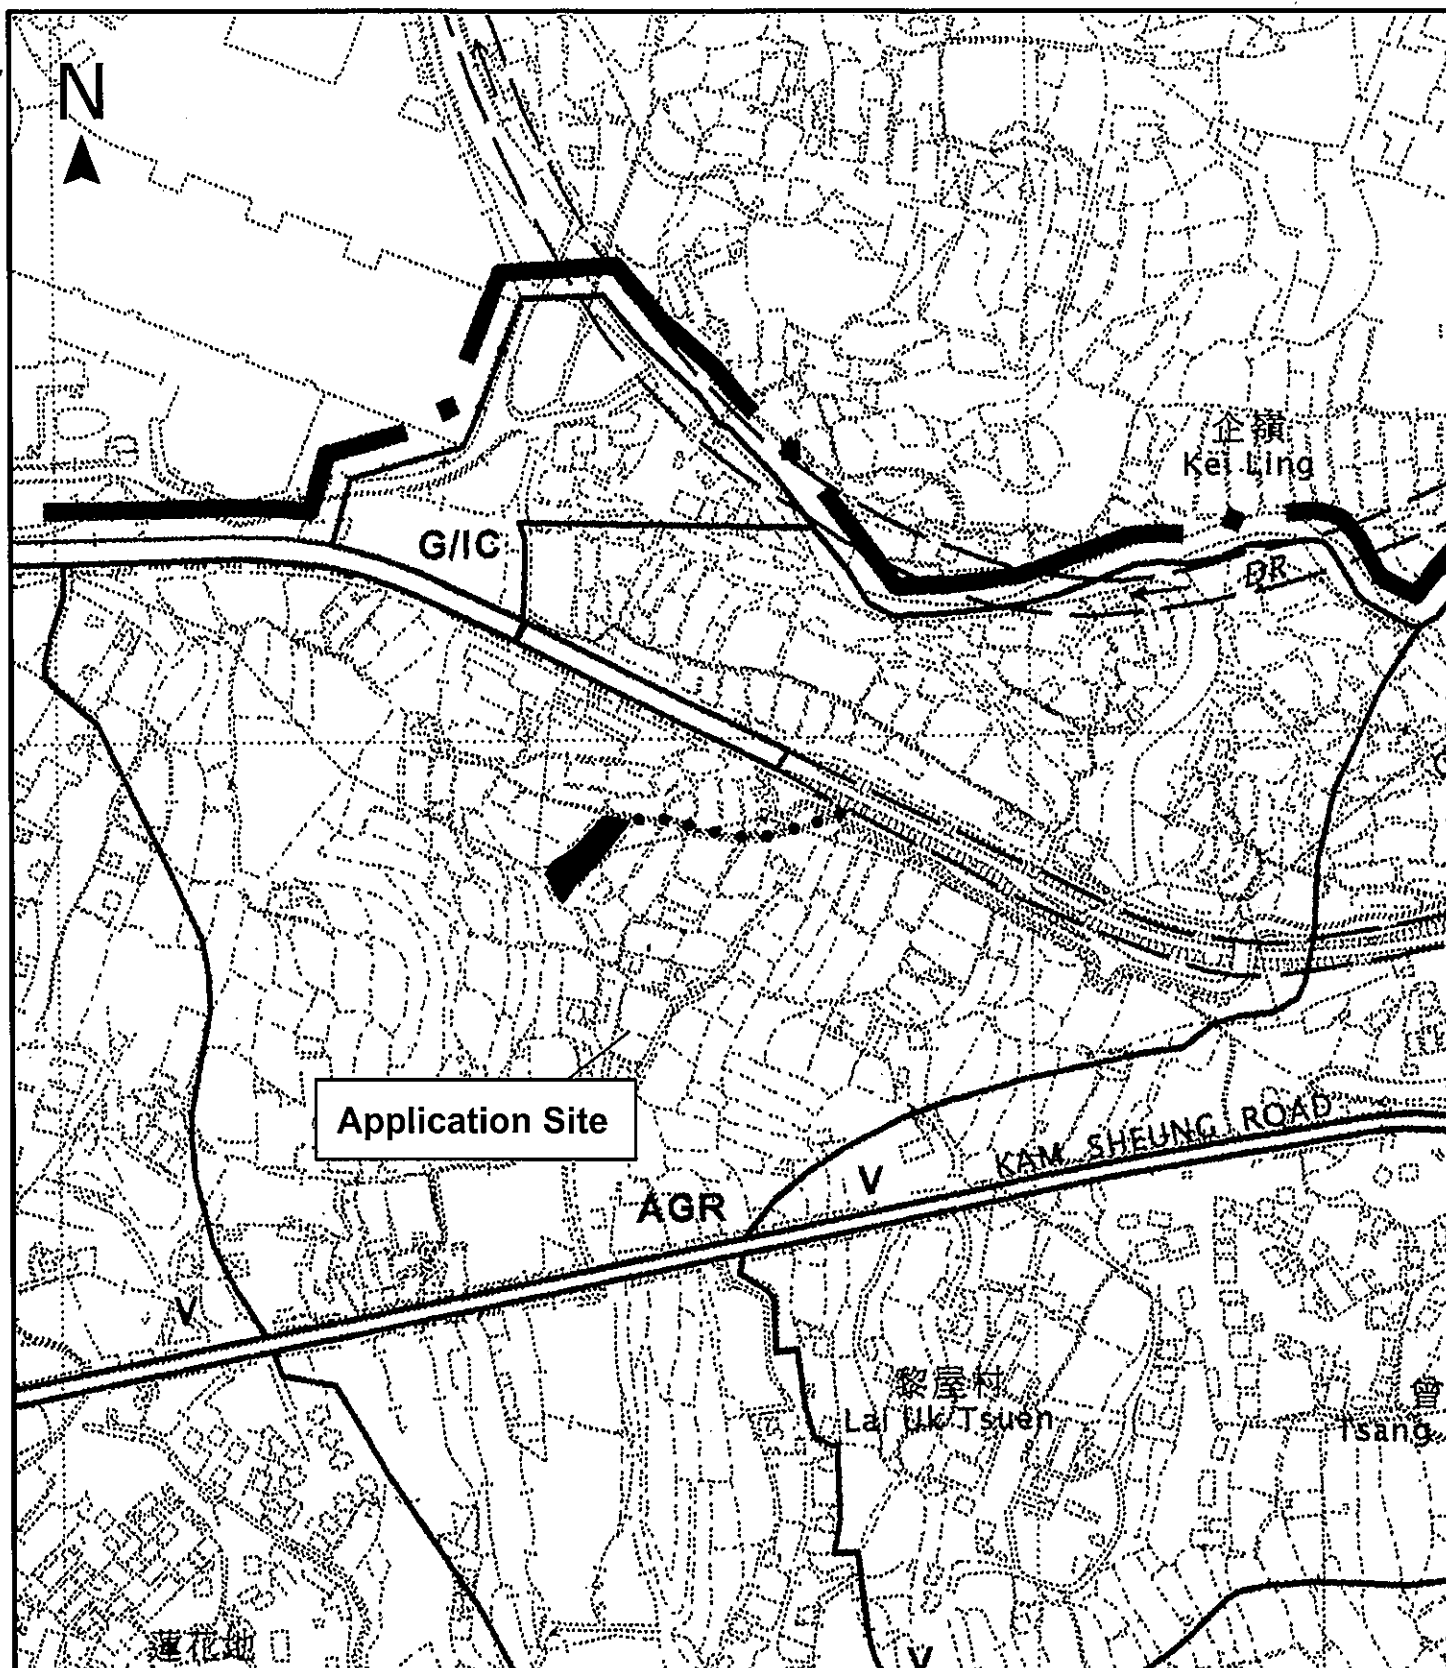 N
企嶺
Kei Ling
G/IC
DR
Application Site
KAM SHEUNG ROAD
V
AGR
V
黎屋村
Lai Uk Tsuen
曾
Tsang
蓮花地
V